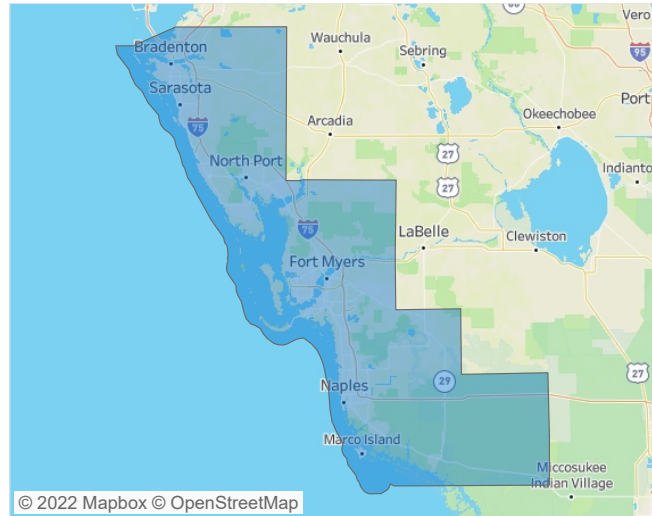 Vero
95
Wauchula
Bradenton
Sebring
Sarasota
Port
Okeechobee
Arcadia
75
27
North Port
Indianto
27
75
LaBelle
Clewiston
Fort Myers
29
27
Naples
Marco Island
Miccosukee
Indian Village
© 2022 Mapbox © OpenStreetMap